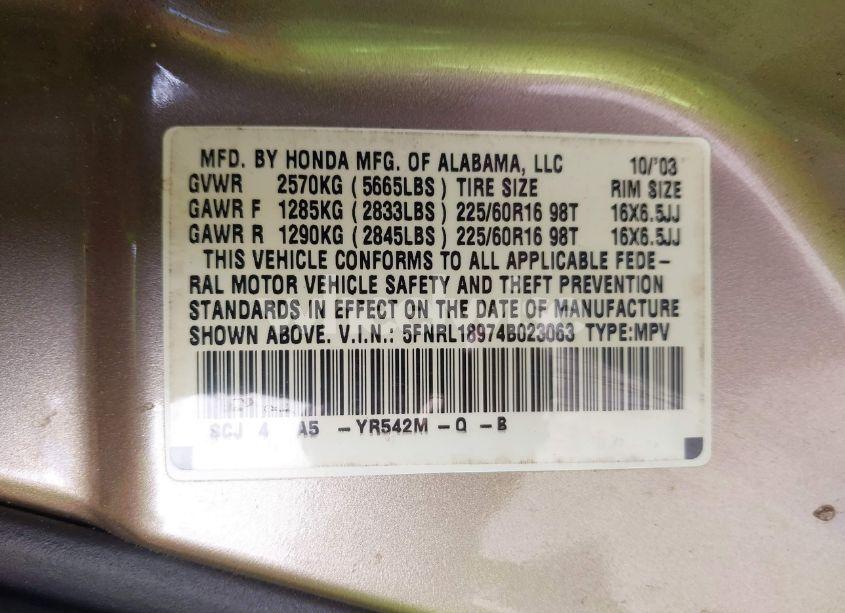 MFD. BY HONDA MFG. OF ALABAMA, LLC 10/'03
GVWR 2570KG (5665LBS) TIRE SIZE RIM SIZE
GAWR F 1285KG (2833LBS) 225/60R16 98T 16X6.5JJ
GAWR R 1290KG (2845LBS) 225/60R16 98T 16X6.5JJ
THIS VEHICLE CONFORMS TO ALL APPLICABLE FEDE-
RAL MOTOR VEHICLE SAFETY AND THEFT PREVENTION
STANDARDS IN EFFECT ON THE DATE OF MANUFACTURE
SHOWN ABOVE. V.I.N.: 5FNRL18974B023063 TYPE:MPV
SCJ 4 A5 -YR542M-Q -B